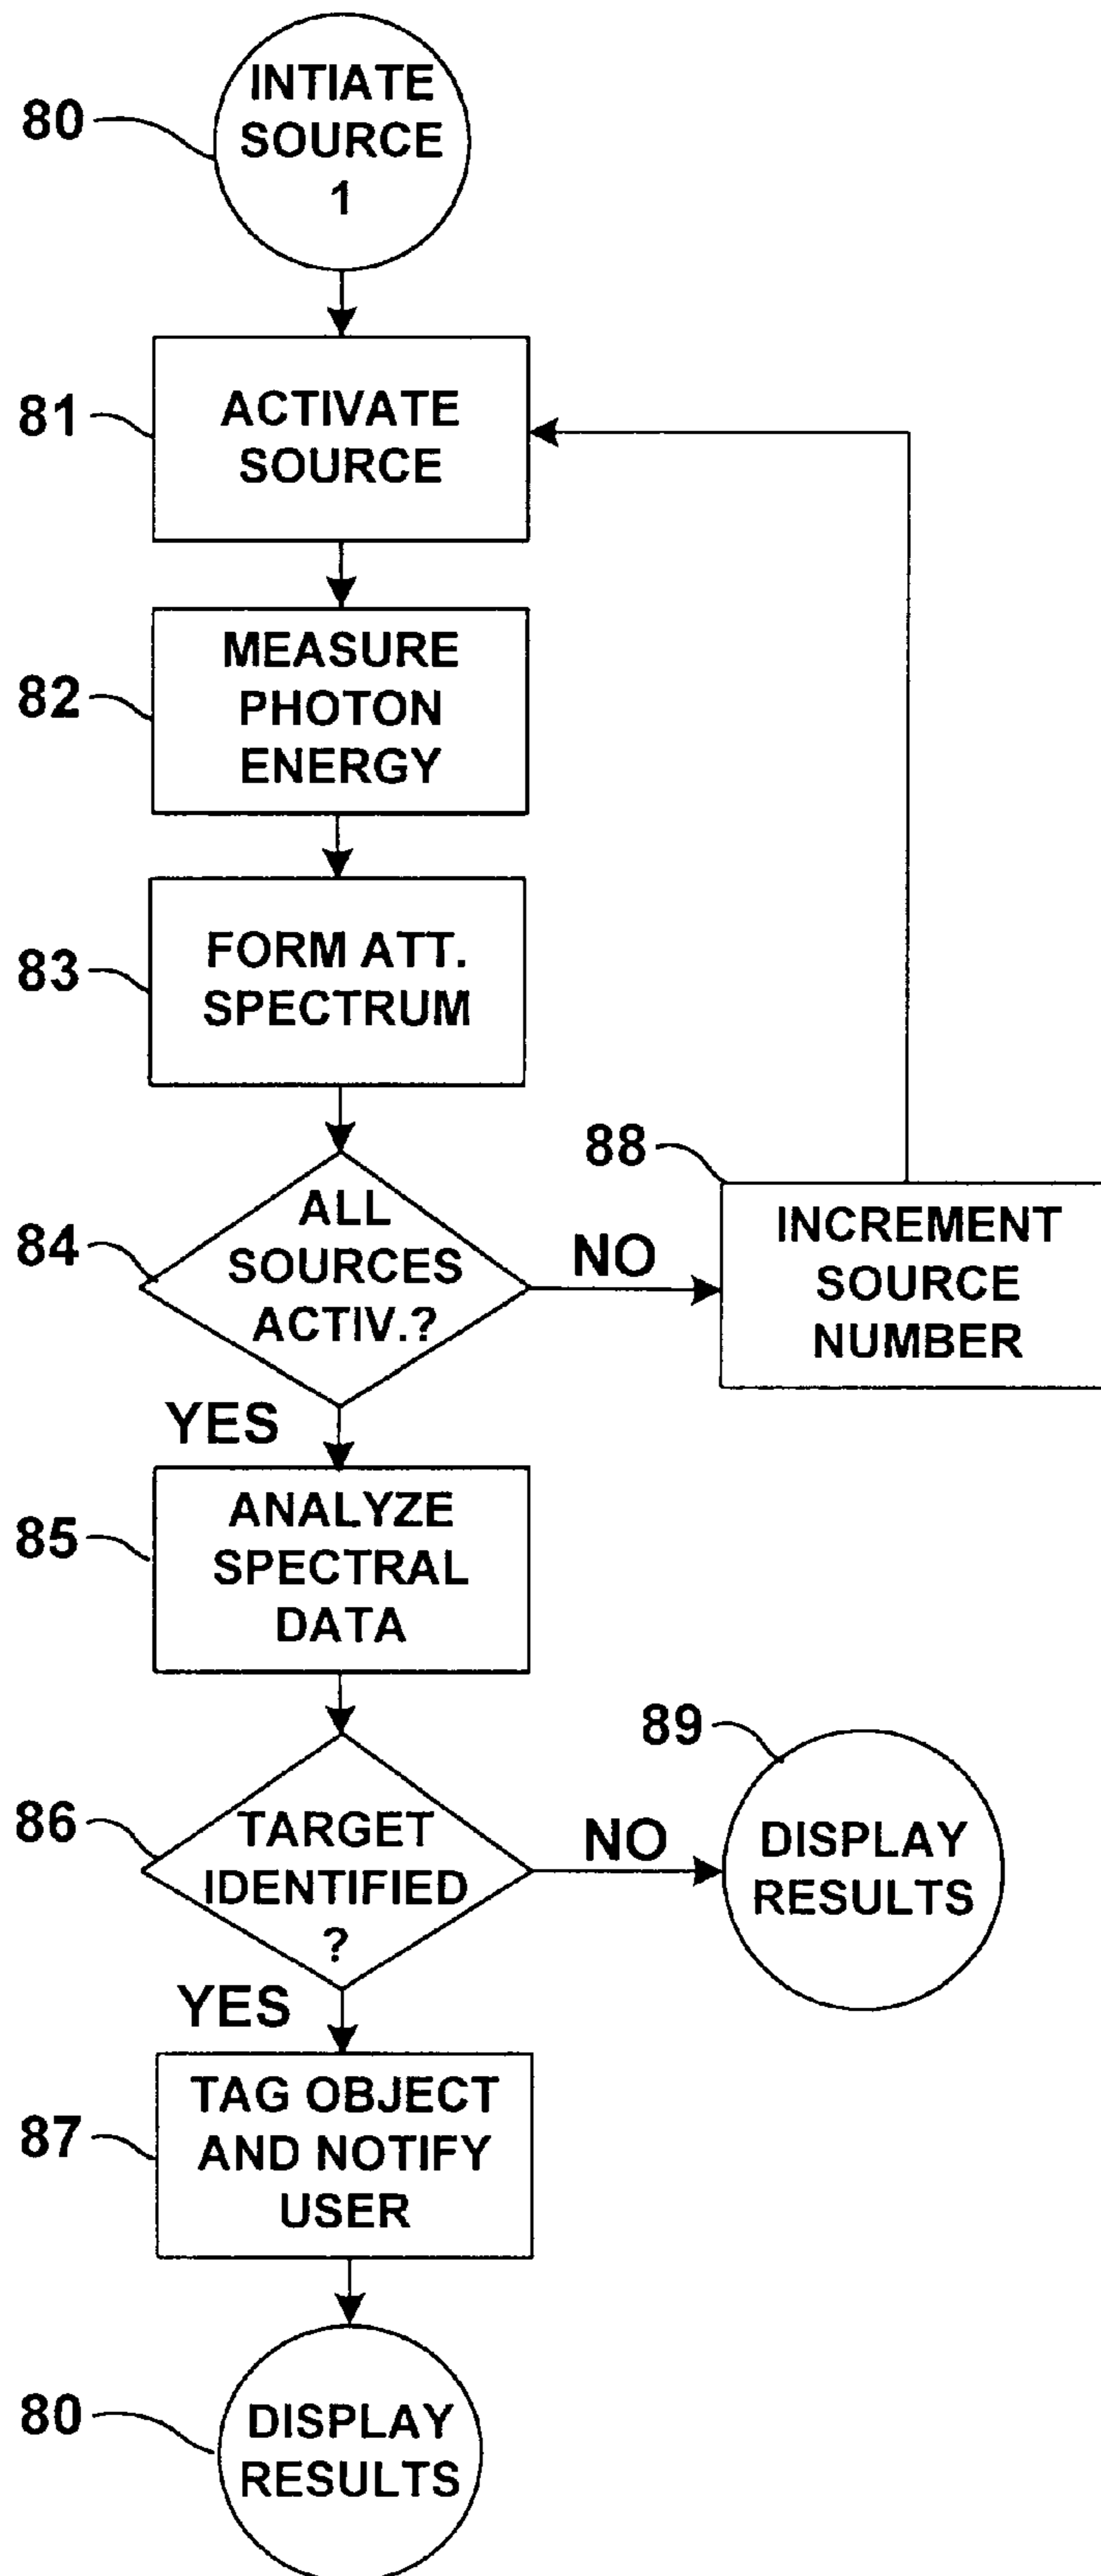 80
INTIATE
SOURCE
1
81
ACTIVATE
SOURCE
82
MEASURE
PHOTON
ENERGY
83
FORM ATT.
SPECTRUM
84
ALL
SOURCES
ACTIV.?
NO
88
INCREMENT
SOURCE
NUMBER
YES
85
ANALYZE
SPECTRAL
DATA
86
TARGET
IDENTIFIED
?
NO
89
DISPLAY
RESULTS
YES
87
TAG OBJECT
AND NOTIFY
USER
80
DISPLAY
RESULTS